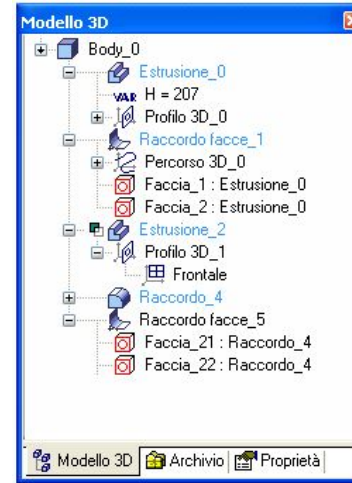 Modello 3D
Body_0
Estrusione_0
VAR H = 207
Profilo 3D_0
Raccordo facce_1
Percorso 3D_0
Faccia_1 : Estrusione_0
Faccia_2 : Estrusione_0
Estrusione_2
Profilo 3D_1
Frontale
Raccordo_4
Raccordo facce_5
Faccia_21 : Raccordo_4
Faccia_22 : Raccordo_4
Modello 3D Archivio Proprietà